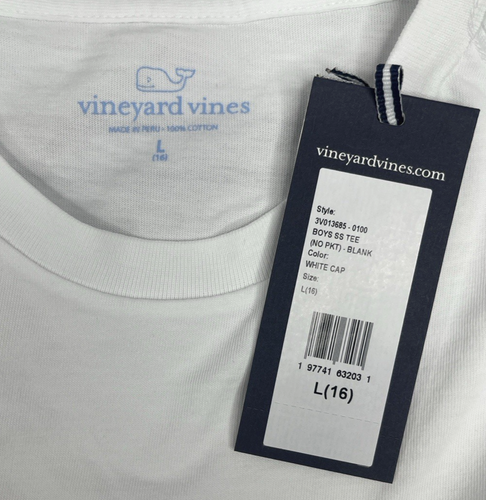 vineyard vines
MADE IN PERU • 100% COTTON
L
(16)
vineyardvines.com
Style:
3V013685 - 0100
BOYS SS TEE
(NO PKT) - BLANK
Color:
WHITE CAP
Size:
L(16)
1 97741 63203 1
L(16)